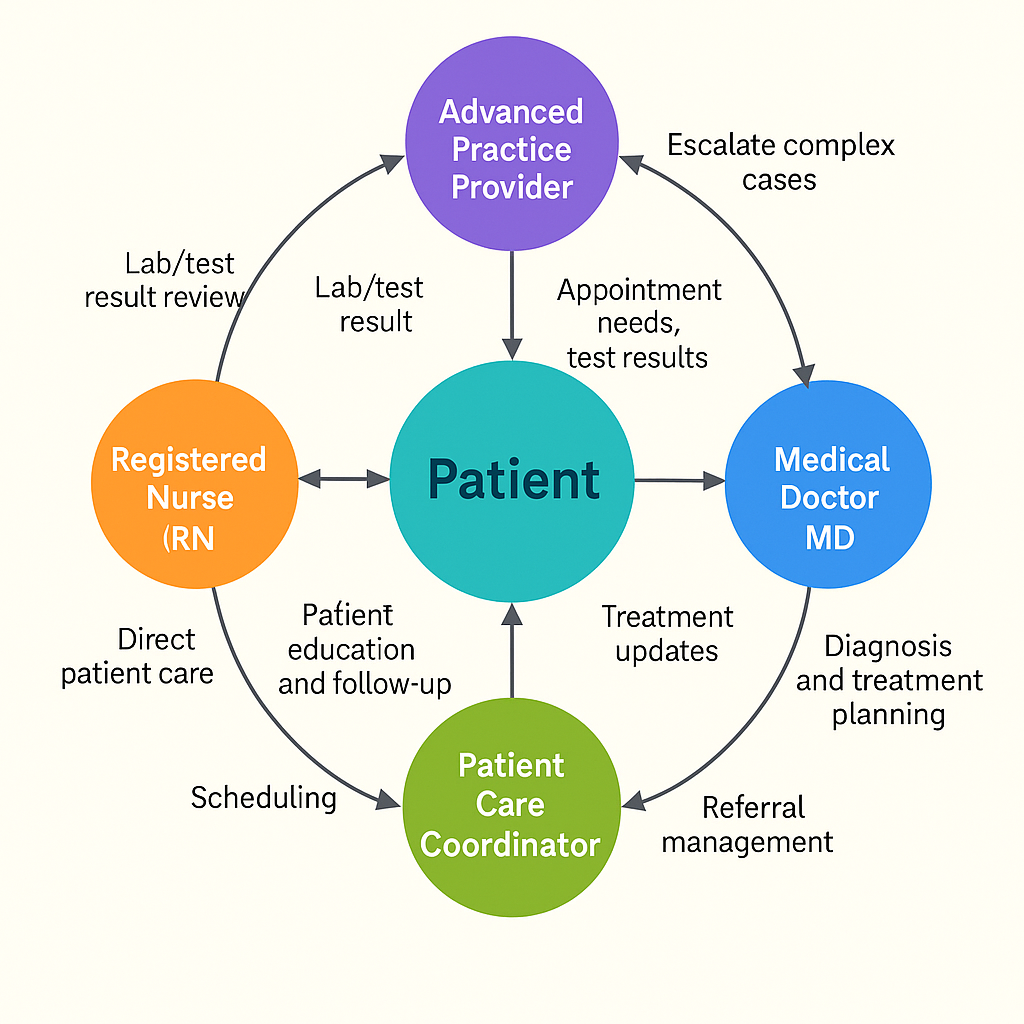 Advanced
Practice
Provider
Escalate complex
cases
Lab/test
result review
Lab/test
result
Appointment
needs,
test results
Registered
Nurse
(RN
Patient
Medical
Doctor
MD
Direct
patient care
Patient
education
and follow-up
Treatment
updates
Diagnosis
and treatment
planning
Scheduling
Patient
Care
Coordinator
Referral
management